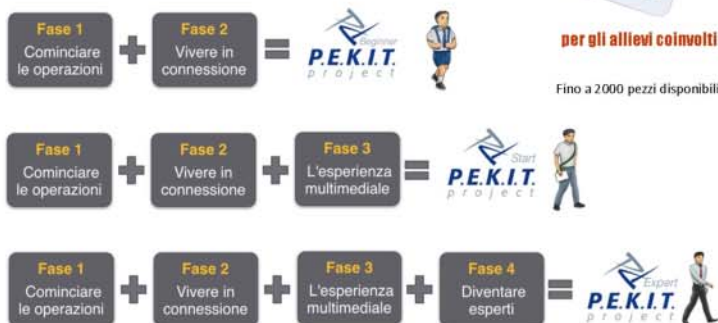 Fase 1
Cominciare
le operazioni
Fase 2
Vivere in
connessione
Beginner
P.E.K.I.T.
project
per gli allievi coinvolti
Fino a 2000 pezzi disponibili
Fase 1
Cominciare
le operazioni
Fase 2
Vivere in
connessione
Fase 3
L'esperienza
multimediale
Start
P.E.K.I.T.
project
Fase 1
Cominciare
le operazioni
Fase 2
Vivere in
connessione
Fase 3
L'esperienza
multimediale
Fase 4
Diventare
esperti
Expert
P.E.K.I.T.
project